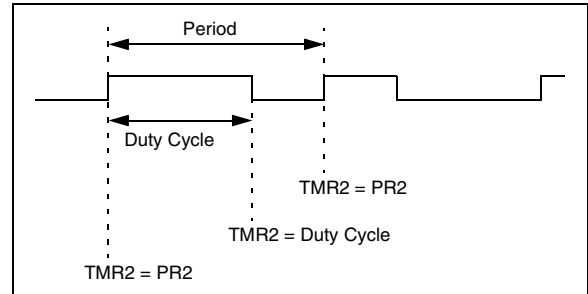 Period
Duty Cycle
TMR2 = PR2
TMR2 = Duty Cycle
TMR2 = PR2